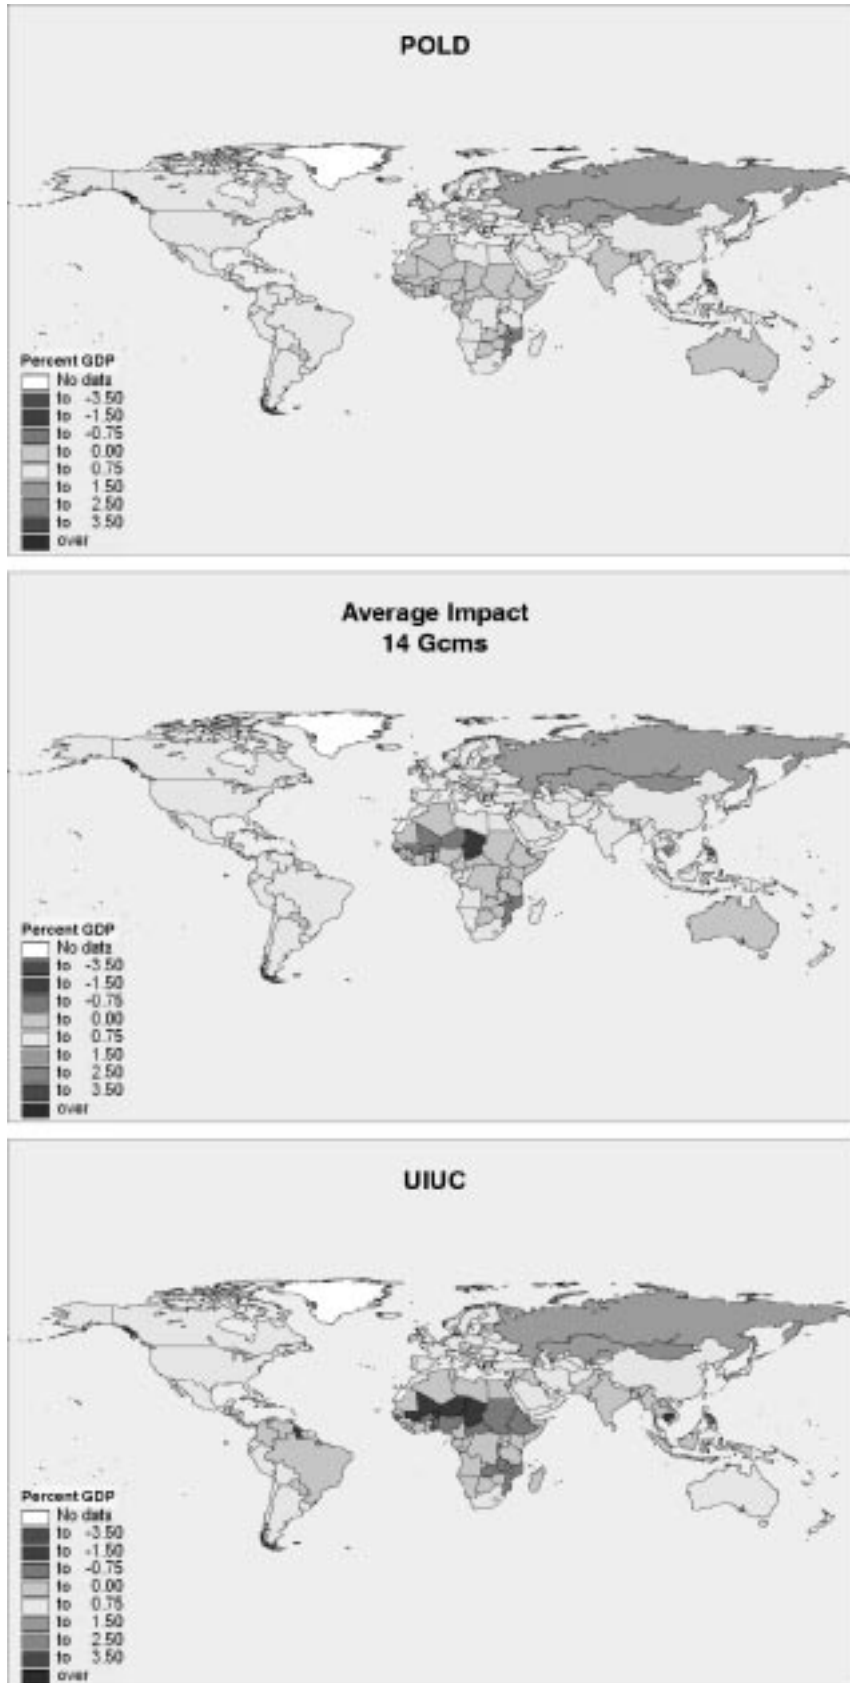 POLD
Percent GDP
No data
to -3.50
to -1.50
to -0.75
to 0.00
to 0.75
to 1.50
to 2.50
to 3.50
over
Average Impact
14 Gcms
Percent GDP
No data
to -3.50
to -1.50
to -0.75
to 0.00
to 0.75
to 1.50
to 2.50
to 3.50
over
UIUC
Percent GDP
No data
to -3.50
to -1.50
to -0.75
to 0.00
to 0.75
to 1.50
to 2.50
to 3.50
over